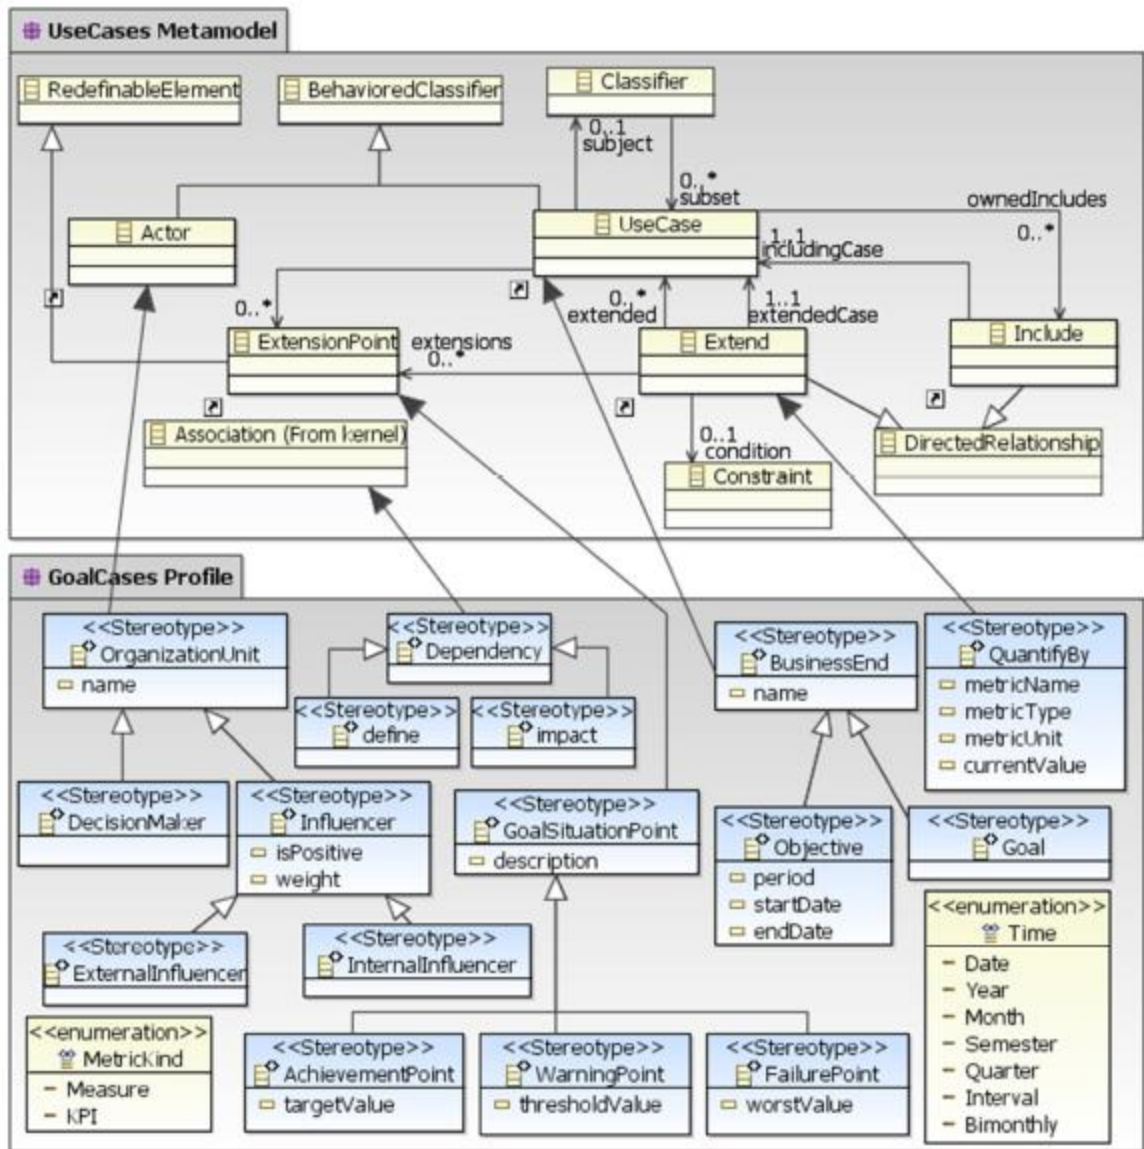 UseCases Metamodel
RedefinableElement
BehavioredClassifier
Classifier
0..1
subject
0..*
subset
ownedIncludes
0..*
Actor
UseCase
1..1
includingCase
0..*
0..*
extended
1..1
extendedCase
ExtensionPoint
extensions
0..*
Extend
Include
Association (From kernel)
0..1
condition
DirectedRelationship
Constraint
GoalCases Profile
<<Stereotype>>
OrganizationUnit
name
<<Stereotype>>
Dependency
<<Stereotype>>
BusinessEnd
name
<<Stereotype>>
QuantifyBy
metricName
metricType
metricUnit
currentValue
<<Stereotype>>
define
<<Stereotype>>
impact
<<Stereotype>>
DecisionMaker
<<Stereotype>>
Influencer
isPositive
weight
<<Stereotype>>
GoalSituationPoint
description
<<Stereotype>>
Objective
period
startDate
endDate
<<Stereotype>>
Goal
<<Stereotype>>
ExternalInfluencer
<<Stereotype>>
InternalInfluencer
<<enumeration>>
Time
Date
Year
Month
Semester
Quarter
Interval
Bimonthly
<<enumeration>>
MetricKind
Measure
KPI
<<Stereotype>>
AchievementPoint
targetValue
<<Stereotype>>
WarningPoint
thresholdValue
<<Stereotype>>
FailurePoint
worstValue